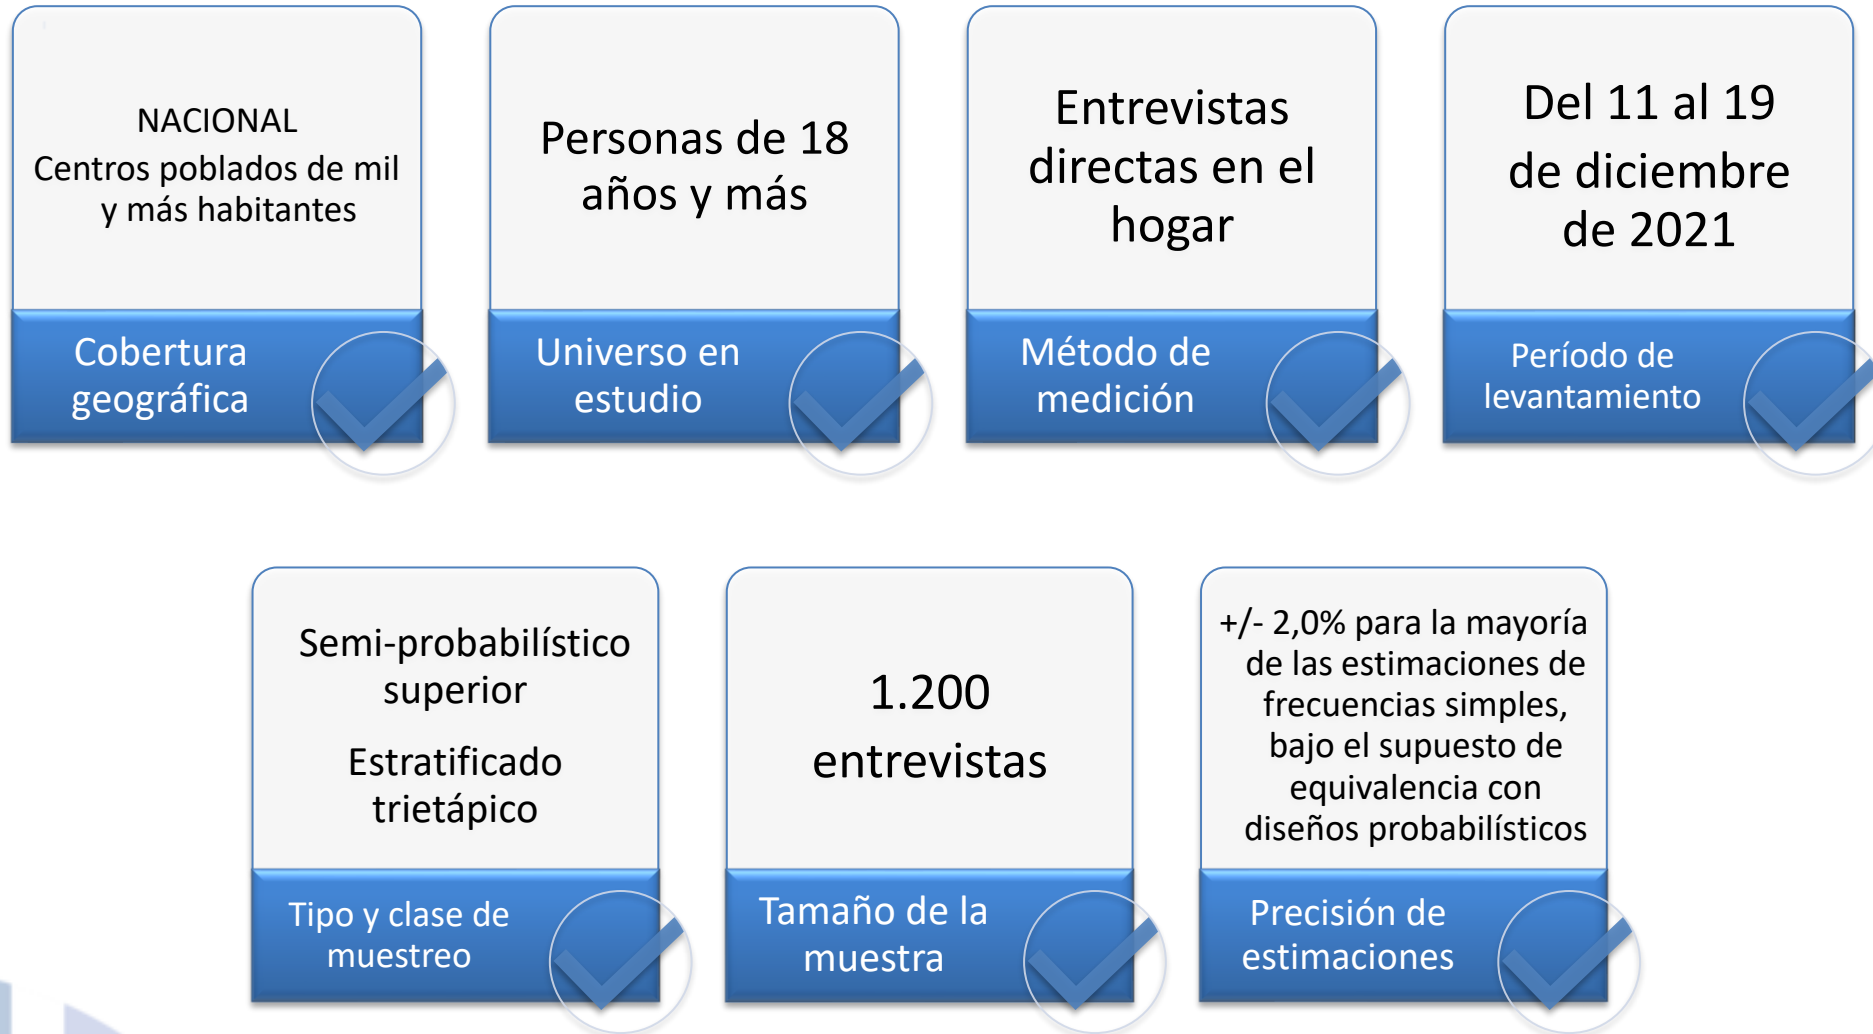 NACIONAL
Centros poblados de mil
y más habitantes
Cobertura
geográfica
Personas de 18
años y más
Universo en
estudio
Entrevistas
directas en el
hogar
Método de
medición
Del 11 al 19
de diciembre
de 2021
Período de
levantamiento
Semi-probabilístico
superior
Estratificado
trietápico
Tipo y clase de
muestreo
1.200
entrevistas
Tamaño de la
muestra
+/- 2,0% para la mayoría
de las estimaciones de
frecuencias simples,
bajo el supuesto de
equivalencia con
diseños probabilísticos
Precisión de
estimaciones